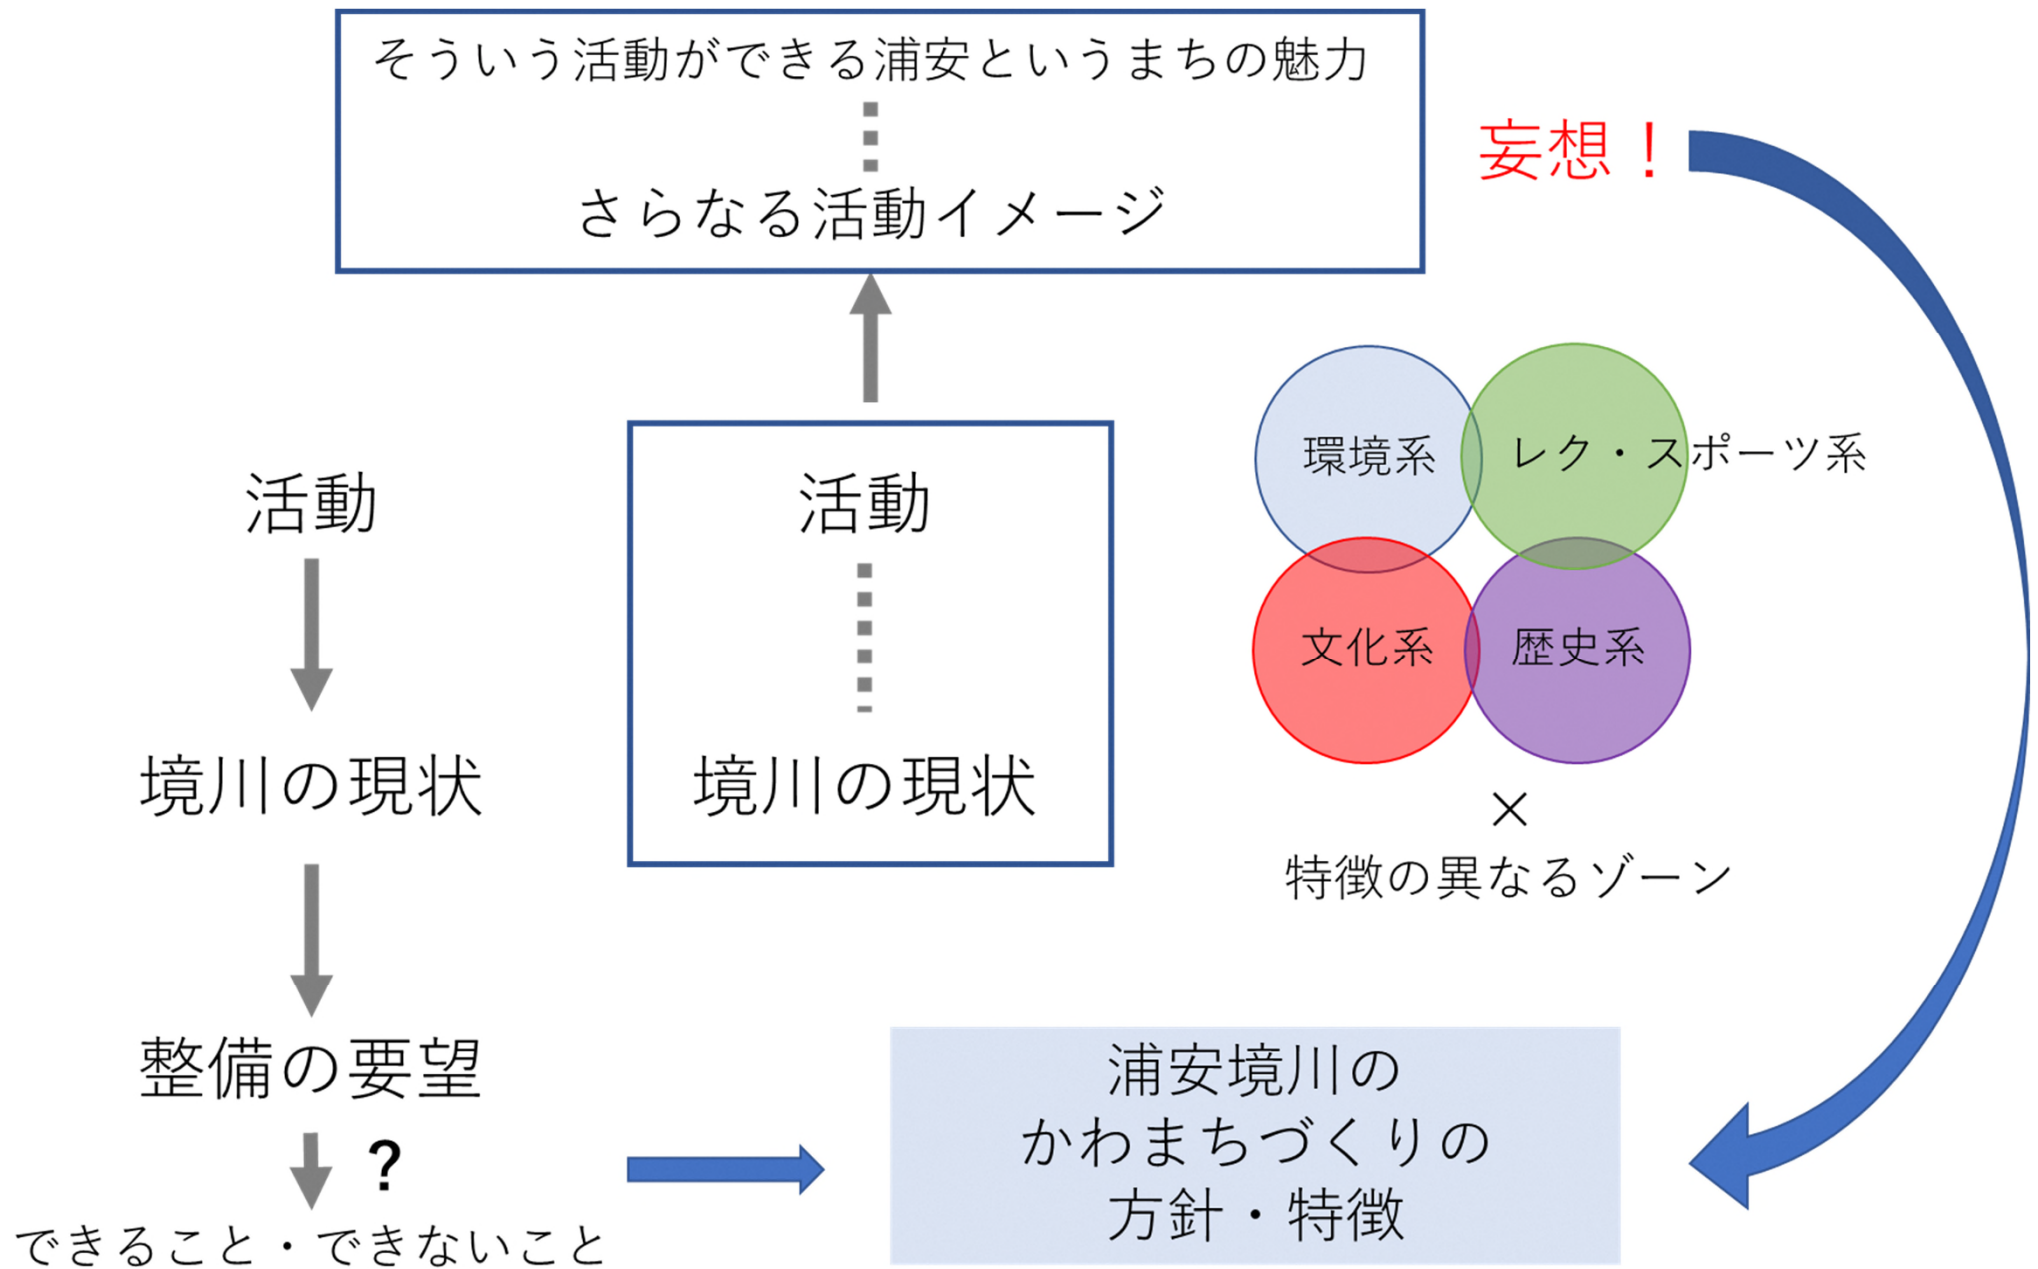 そういう活動ができる浦安というまちの魅力
さらなる活動イメージ
妄想！
活動
境川の現状
整備の要望
？
できること・できないこと
活動
境川の現状
環境系
レク・スポーツ系
文化系
歴史系
×
特徴の異なるゾーン
浦安境川の
かわまちづくりの
方針・特徴